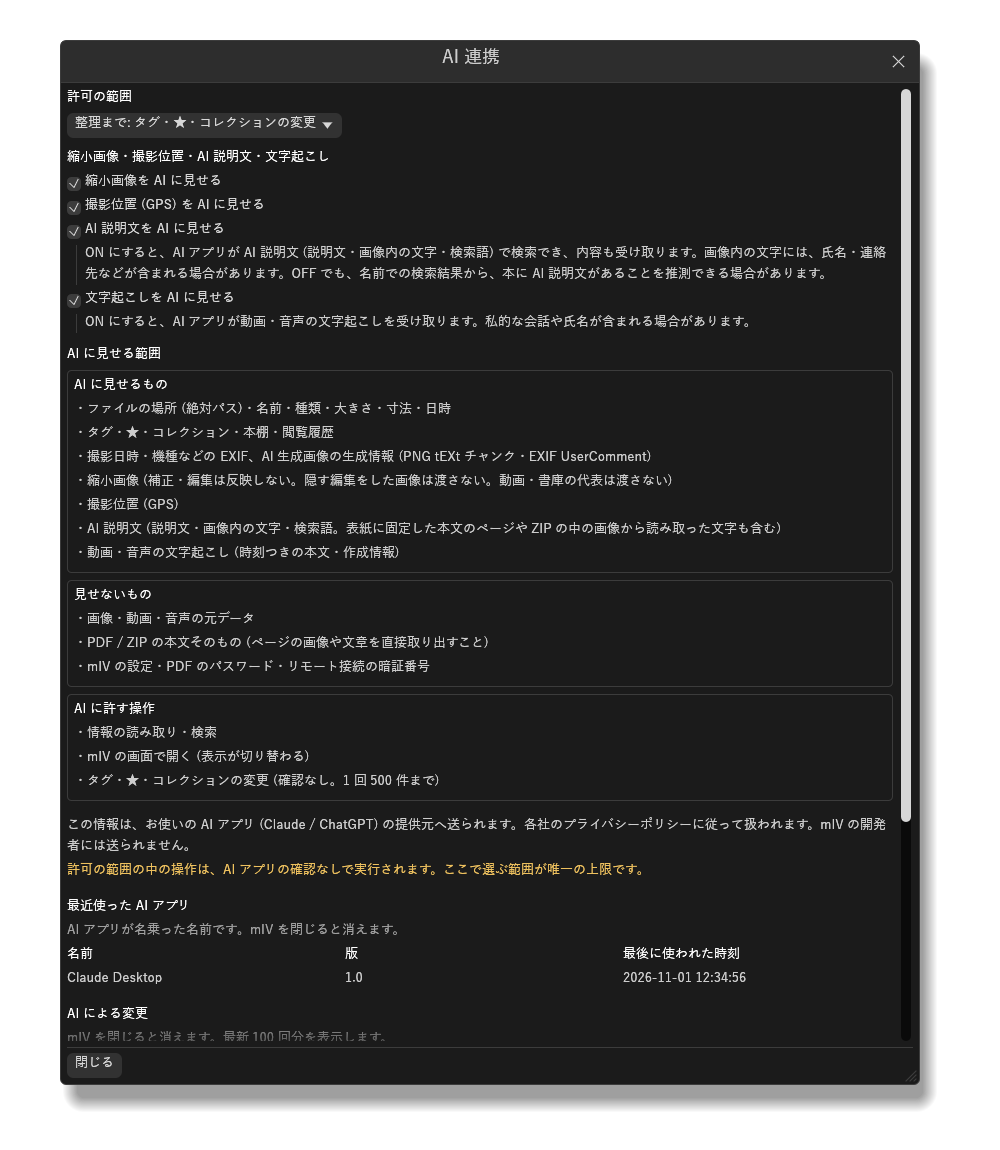 AI 連携
許可の範囲
整理まで: タグ・★・コレクションの変更
縮小画像・撮影位置・AI 説明文・文字起こし
縮小画像を AI に見せる
撮影位置 (GPS) を AI に見せる
AI 説明文を AI に見せる
ON にすると、AI アプリが AI 説明文 (説明文・画像内の文字・検索語) で検索でき、内容も受け取ります。画像内の文字には、氏名・連絡
先などが含まれる場合があります。OFF でも、名前での検索結果から、本に AI 説明文があることを推測できる場合があります。
文字起こしを AI に見せる
ON にすると、AI アプリが動画・音声の文字起こしを受け取ります。私的な会話や氏名が含まれる場合があります。
AI に見せる範囲
AI に見せるもの
・ファイルの場所 (絶対パス)・名前・種類・大きさ・寸法・日時
・タグ・★・コレクション・本棚・閲覧履歴
・撮影日時・機種などの EXIF、AI 生成画像の生成情報 (PNG tEXt チャンク・EXIF UserComment)
・縮小画像 (補正・編集は反映しない。隠す編集をした画像は渡さない。動画・書庫の代表は渡さない)
・撮影位置 (GPS)
・AI 説明文 (説明文・画像内の文字・検索語。表紙に固定した本文のページや ZIP の中の画像から読み取った文字も含む)
・動画・音声の文字起こし (時刻つきの本文・作成情報)
見せないもの
・画像・動画・音声の元データ
・PDF / ZIP の本文そのもの (ページの画像や文章を直接取り出すこと)
・mIV の設定・PDF のパスワード・リモート接続の暗証番号
AI に許す操作
・情報の読み取り・検索
・mIV の画面で開く (表示が切り替わる)
・タグ・★・コレクションの変更 (確認なし。1 回 500 件まで)
この情報は、お使いの AI アプリ (Claude / ChatGPT) の提供元へ送られます。各社のプライバシーポリシーに従って扱われます。mIV の開発
者には送られません。
許可の範囲の中の操作は、AI アプリの確認なしで実行されます。ここで選ぶ範囲が唯一の上限です。
最近使った AI アプリ
AI アプリが名乗った名前です。mIV を閉じると消えます。
名前 版 最後に使われた時刻
Claude Desktop 1.0 2026-11-01 12:34:56
AI による変更
mIV を閉じると消えます。最新 100 回分を表示します。
閉じる